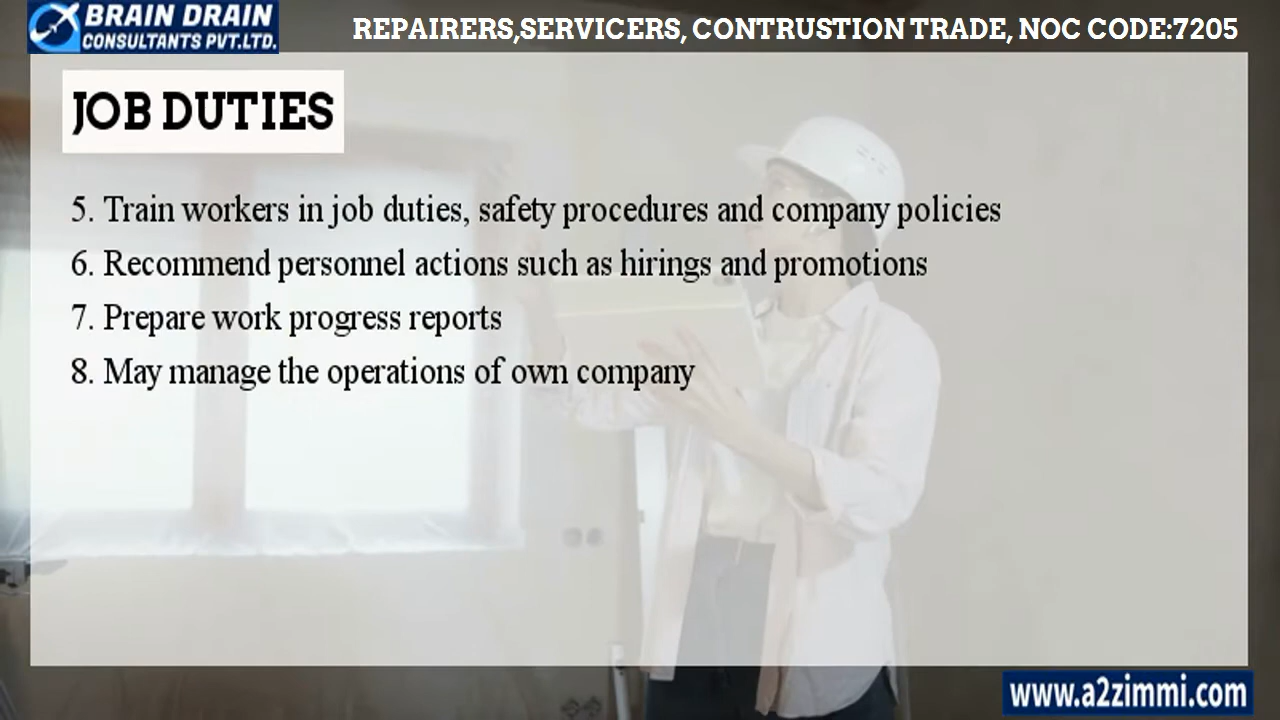 BRAIN DRAIN
CONSULTANTS PVT.LTD.
REPAIRERS,SERVICERS, CONTRUSTION TRADE, NOC CODE:7205
JOB DUTIES
5. Train workers in job duties, safety procedures and company policies
6. Recommend personnel actions such as hirings and promotions
7. Prepare work progress reports
8. May manage the operations of own company
www.a2zimmi.com